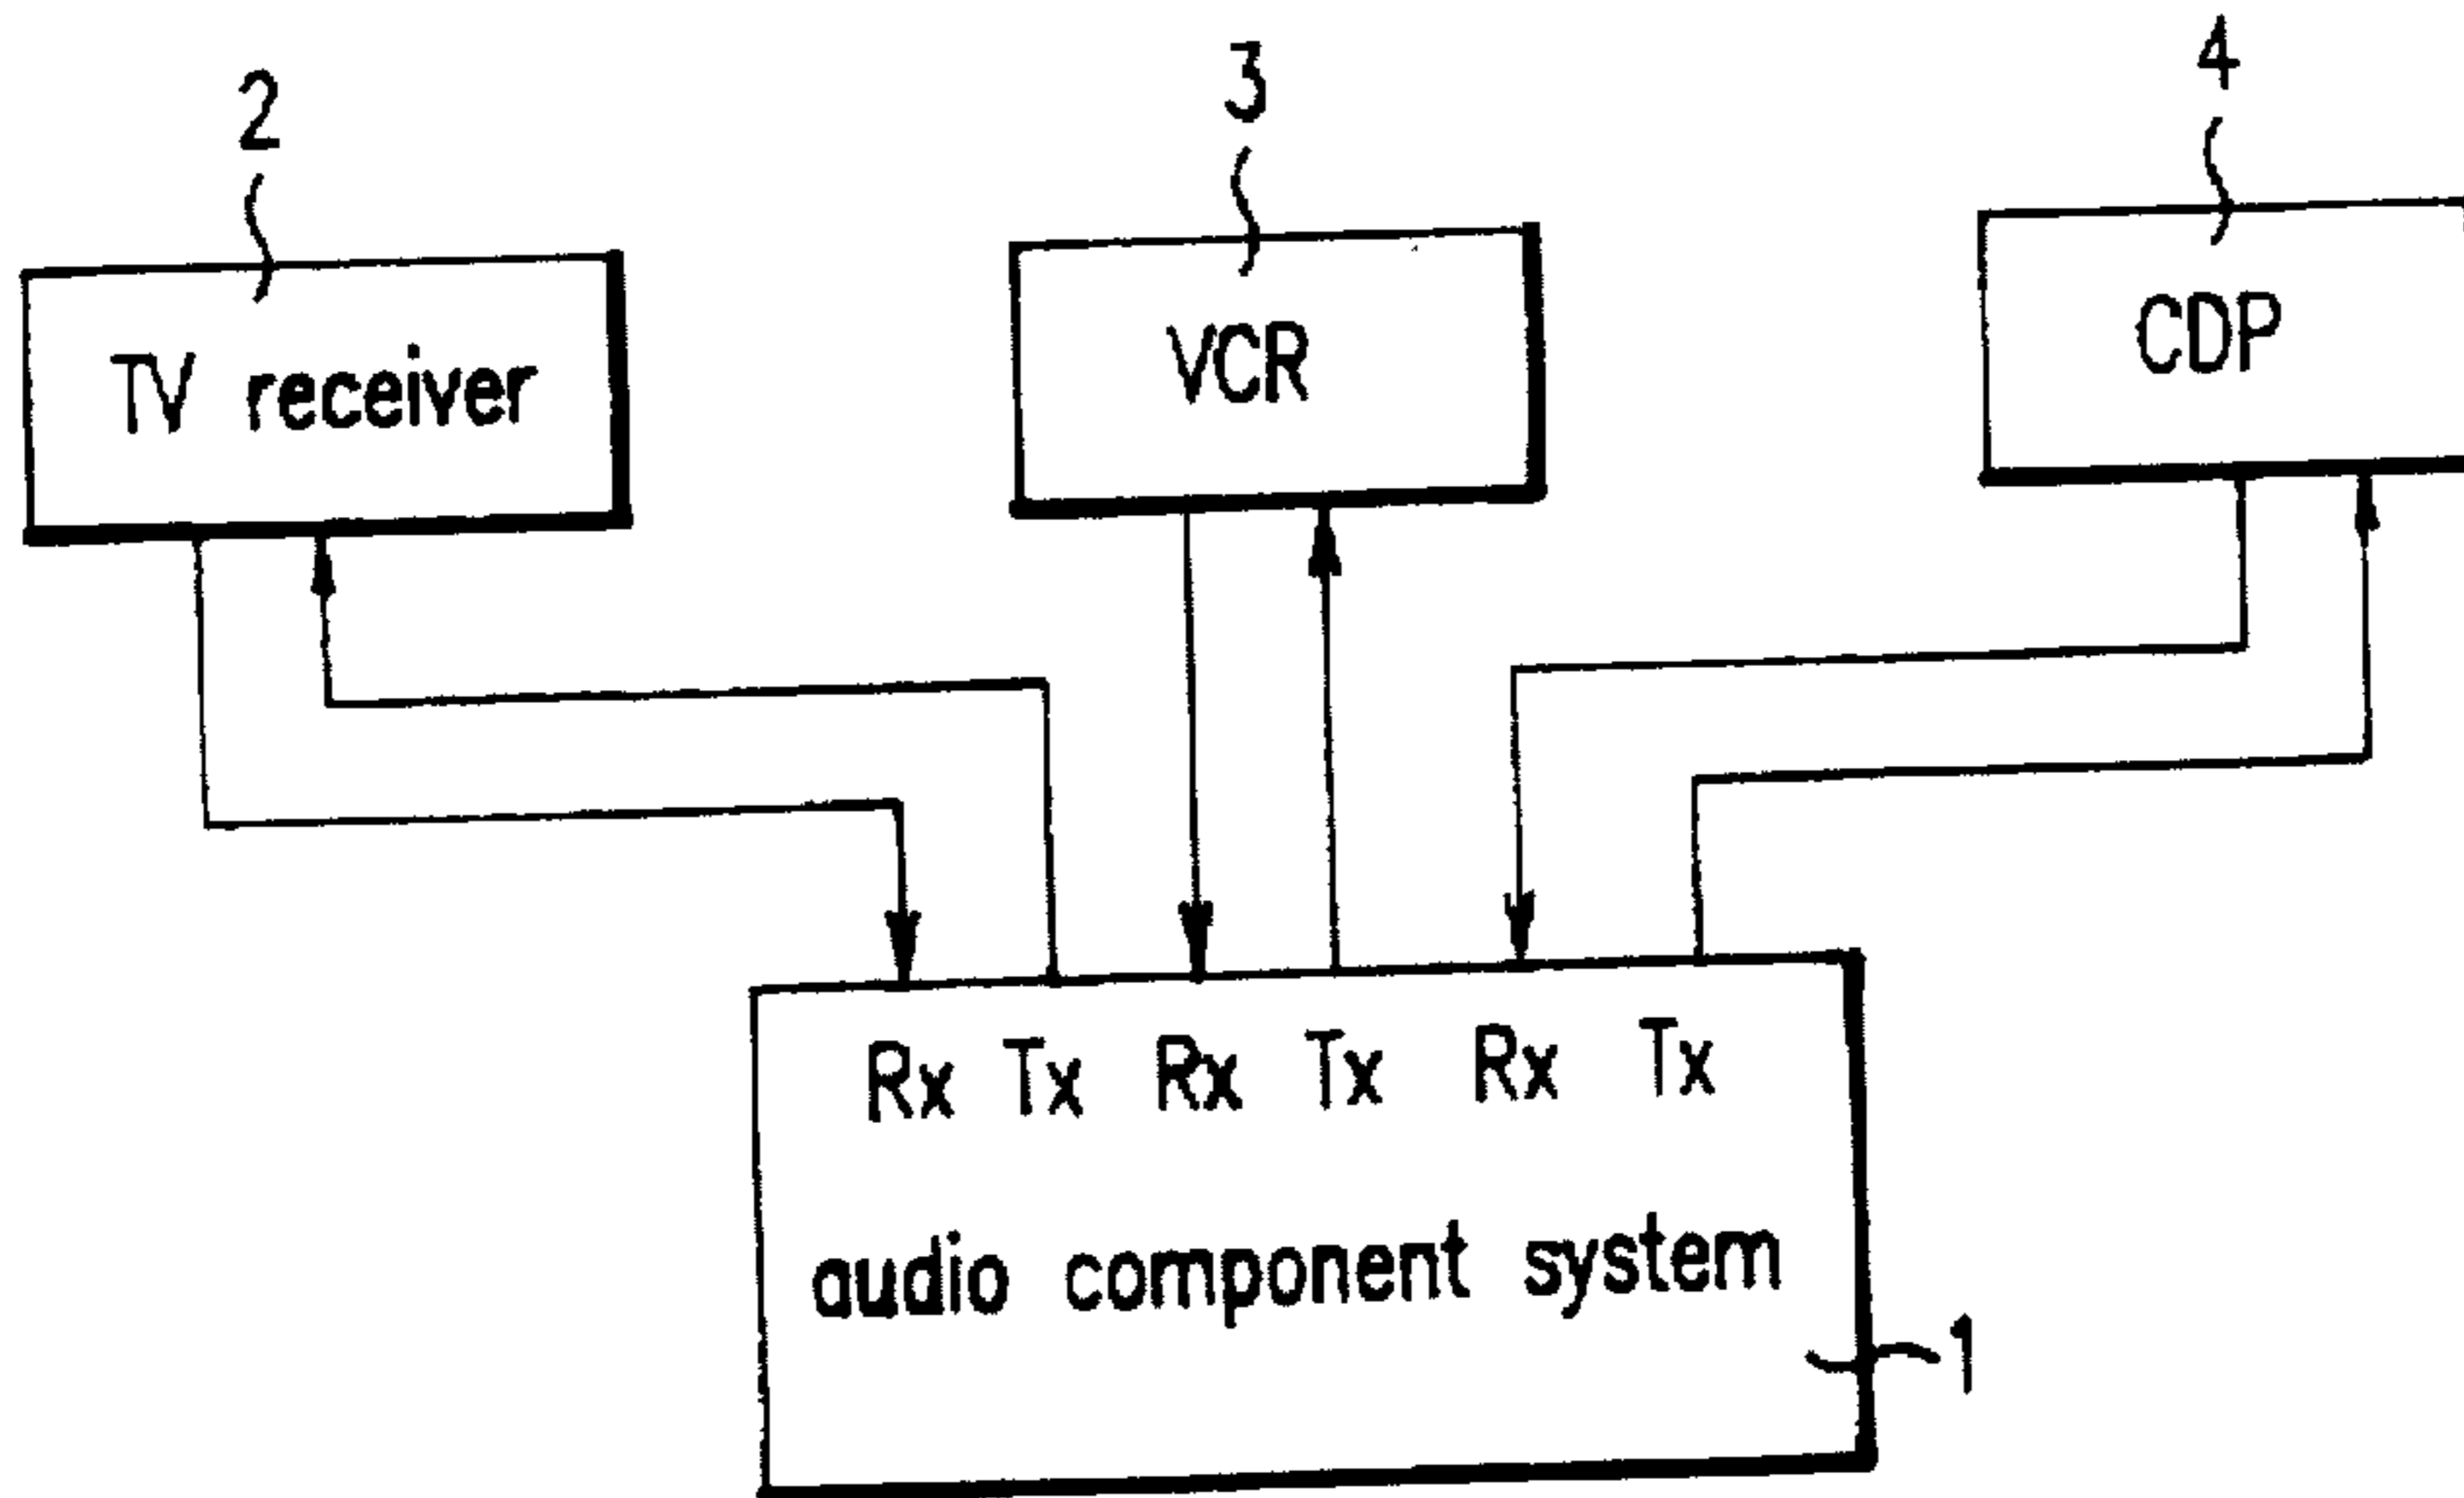 2
3
4
TV receiver
VCR
CDP
Rx Tx Rx Tx Rx Tx
audio component system
1